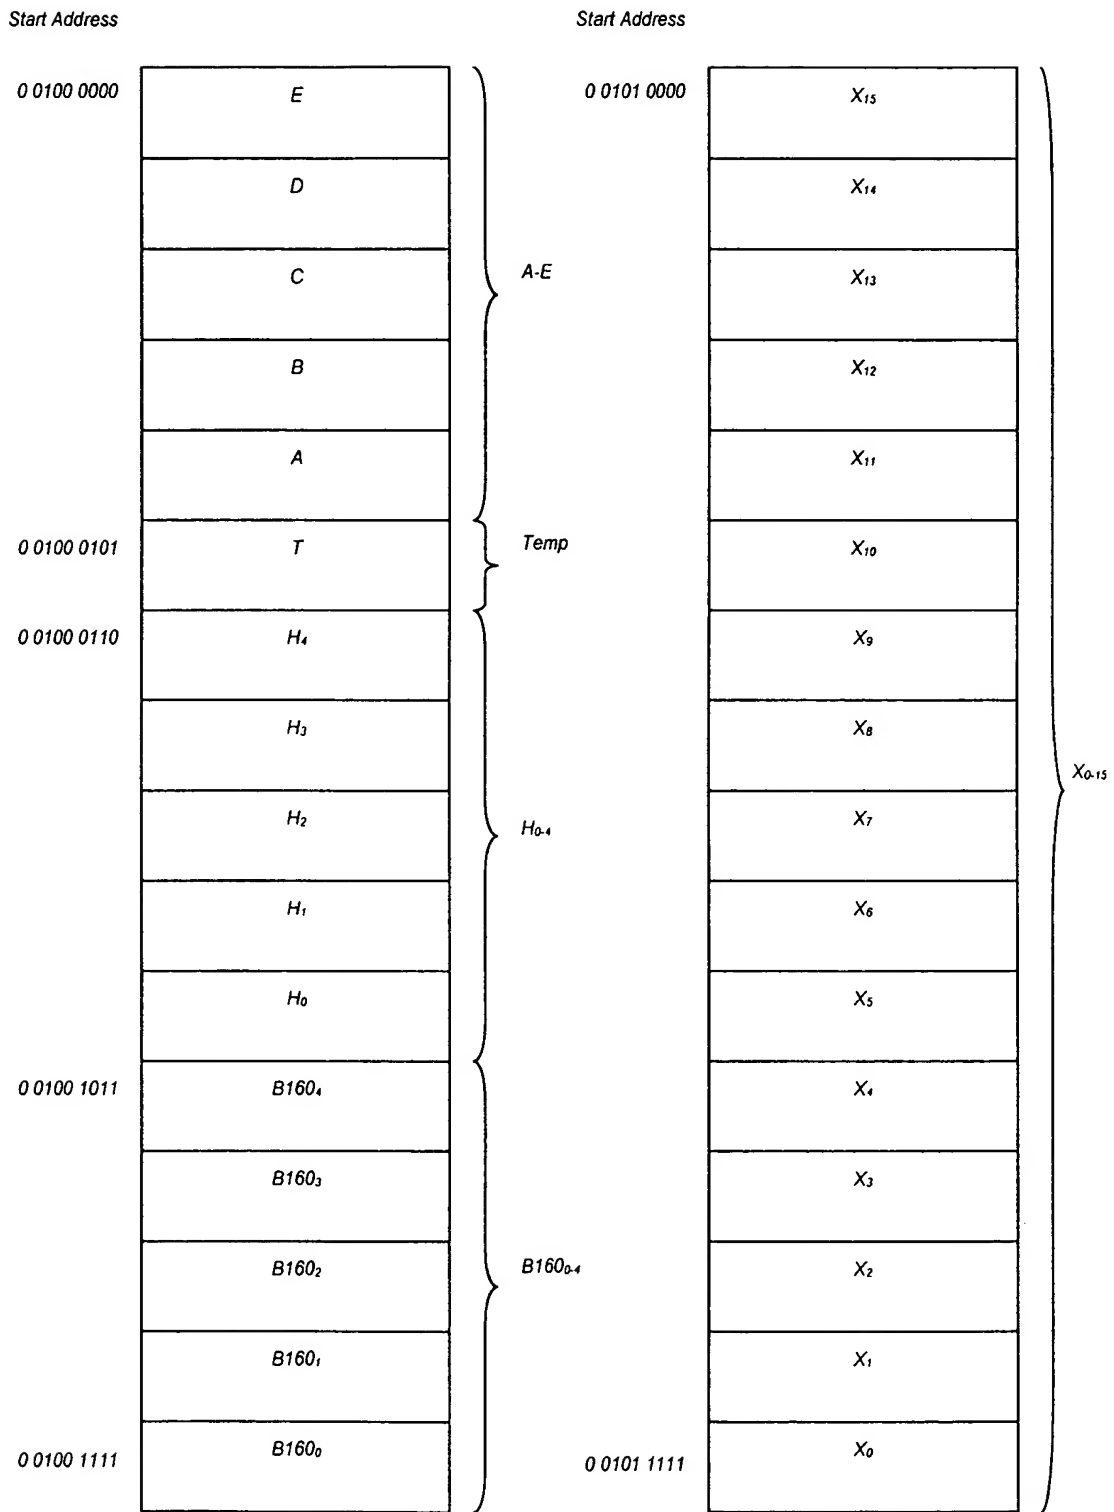 Start Address
Start Address
0 0100 0000
E
0 0101 0000
X₁₅
D
X₁₄
C
A-E
X₁₃
B
X₁₂
A
X₁₁
0 0100 0101
T
Temp
X₁₀
0 0100 0110
H₄
X₉
H₃
X₈
X₀₋₁₅
H₂
H₀₋₄
X₇
H₁
X₆
H₀
X₅
0 0100 1011
B160₄
X₄
B160₃
X₃
B160₂
B160₀₋₄
X₂
B160₁
X₁
0 0100 1111
B160₀
0 0101 1111
X₀